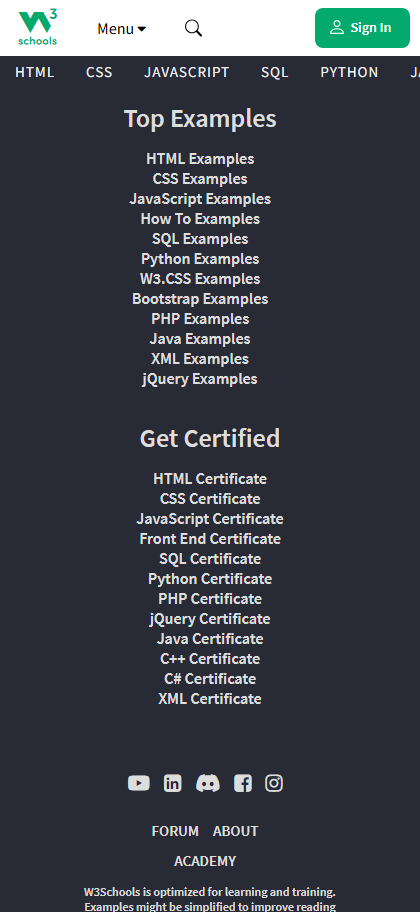 W3
schools
Menu
Sign In
HTML CSS JAVASCRIPT SQL PYTHON
Top Examples
HTML Examples
CSS Examples
JavaScript Examples
How To Examples
SQL Examples
Python Examples
W3.CSS Examples
Bootstrap Examples
PHP Examples
Java Examples
XML Examples
jQuery Examples
Get Certified
HTML Certificate
CSS Certificate
JavaScript Certificate
Front End Certificate
SQL Certificate
Python Certificate
PHP Certificate
jQuery Certificate
Java Certificate
C++ Certificate
C# Certificate
XML Certificate
in
FORUM ABOUT
ACADEMY
W3Schools is optimized for learning and training.
Examples might be simplified to improve reading